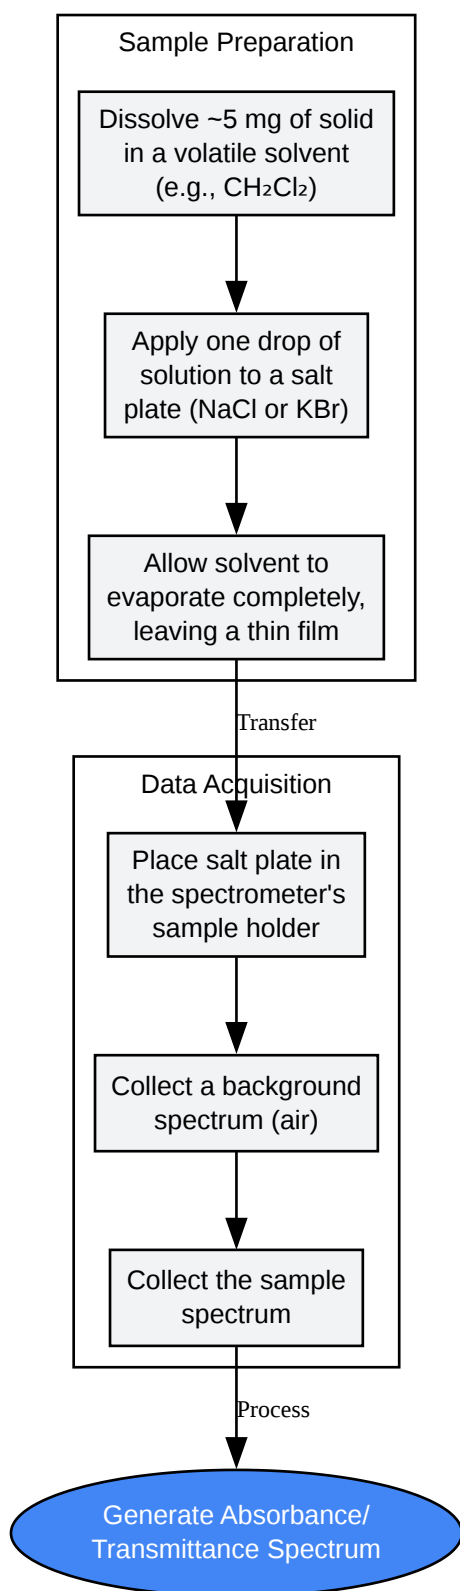 Sample Preparation
Dissolve ~5 mg of solid
in a volatile solvent
(e.g., CH₂Cl₂)
Apply one drop of
solution to a salt
plate (NaCl or KBr)
Allow solvent to
evaporate completely,
leaving a thin film
Transfer
Data Acquisition
Place salt plate in
the spectrometer's
sample holder
Collect a background
spectrum (air)
Collect the sample
spectrum
Process
Generate Absorbance/
Transmittance Spectrum